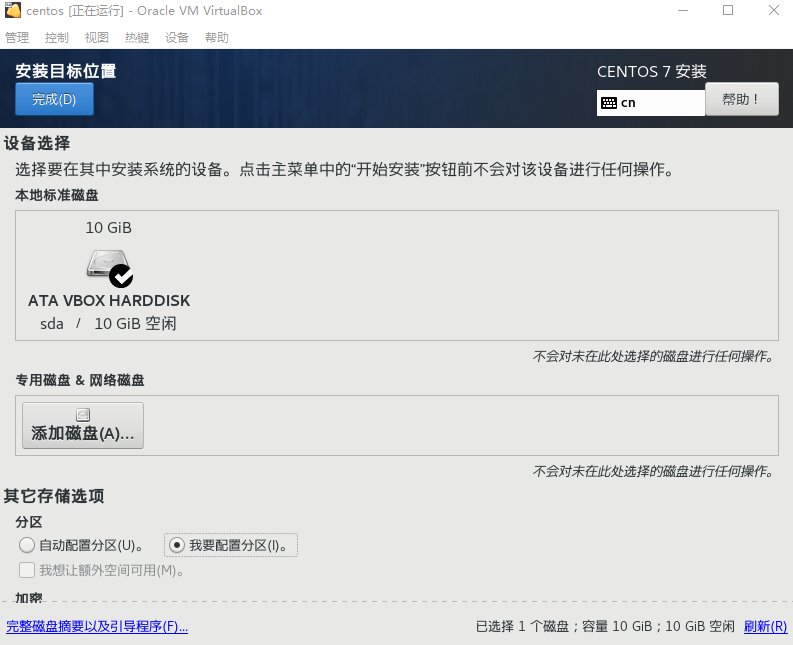 centos [正在运行] - Oracle VM VirtualBox
管理 控制 视图 热键 设备 帮助
安装目标位置
CENTOS 7 安装
完成(D)
cn
帮助！
设备选择
选择要在其中安装系统的设备。点击主菜单中的“开始安装”按钮前不会对该设备进行任何操作。
本地标准磁盘
10 GiB
ATA VBOX HARDDISK
sda / 10 GiB 空闲
不会对未在此处选择的磁盘进行任何操作。
专用磁盘 & 网络磁盘
添加磁盘(A)...
不会对未在此处选择的磁盘进行任何操作。
其它存储选项
分区
自动配置分区(U)。 我要配置分区(I)。
我想让额外空间可用(M)。
加密
完整磁盘摘要以及引导程序(F)... 已选择 1 个磁盘；容量 10 GiB；10 GiB 空闲 刷新(R)